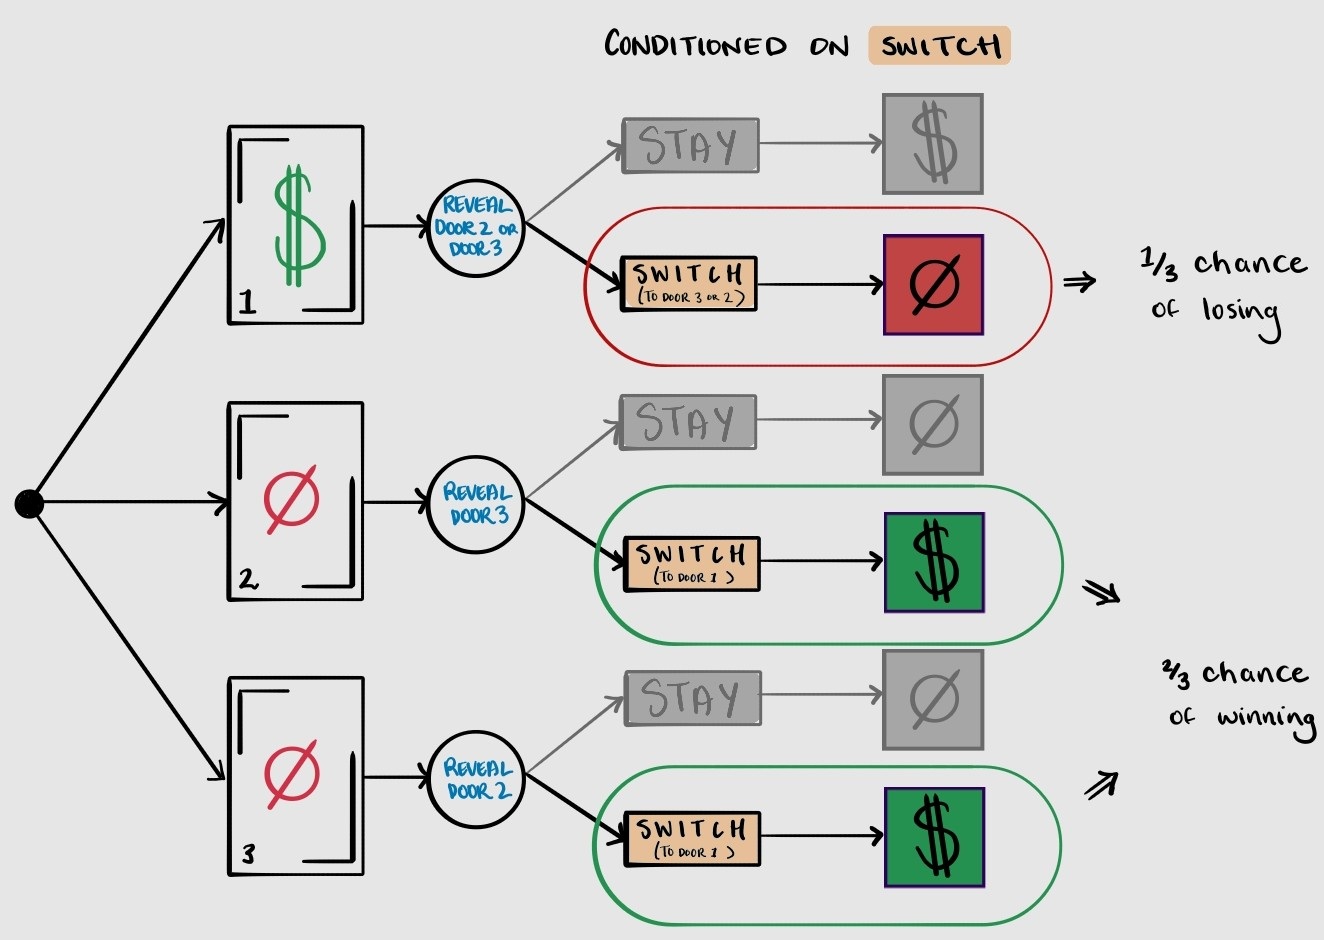 CONDITIONED ON SWITCH
STAY
$
$
REVEAL
DOOR 2 OR
DOOR 3
1
SWITCH
(TO DOOR 3 OR 2)
Ø
1/3 chance
of losing
STAY
Ø
Ø
REVEAL
DOOR 3
2
SWITCH
(TO DOOR 1)
$
2/3 chance
of winning
STAY
Ø
Ø
REVEAL
DOOR 2
3
SWITCH
(TO DOOR 1)
$